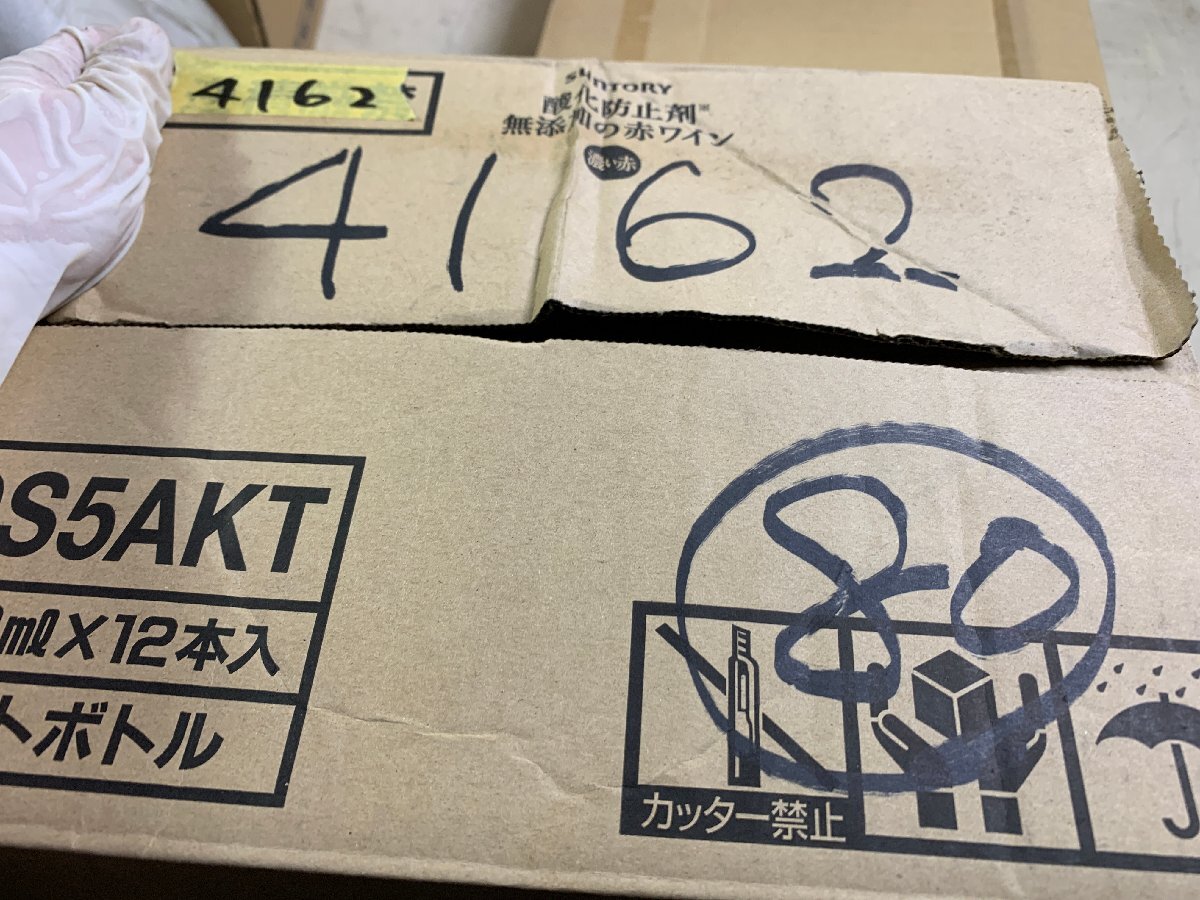 4162
SUNTORY
酸化防止剤※
無添加の赤ワイン
濃い赤
4162
S5AKT
mℓ×12本入
トボトル
80
カッター禁止